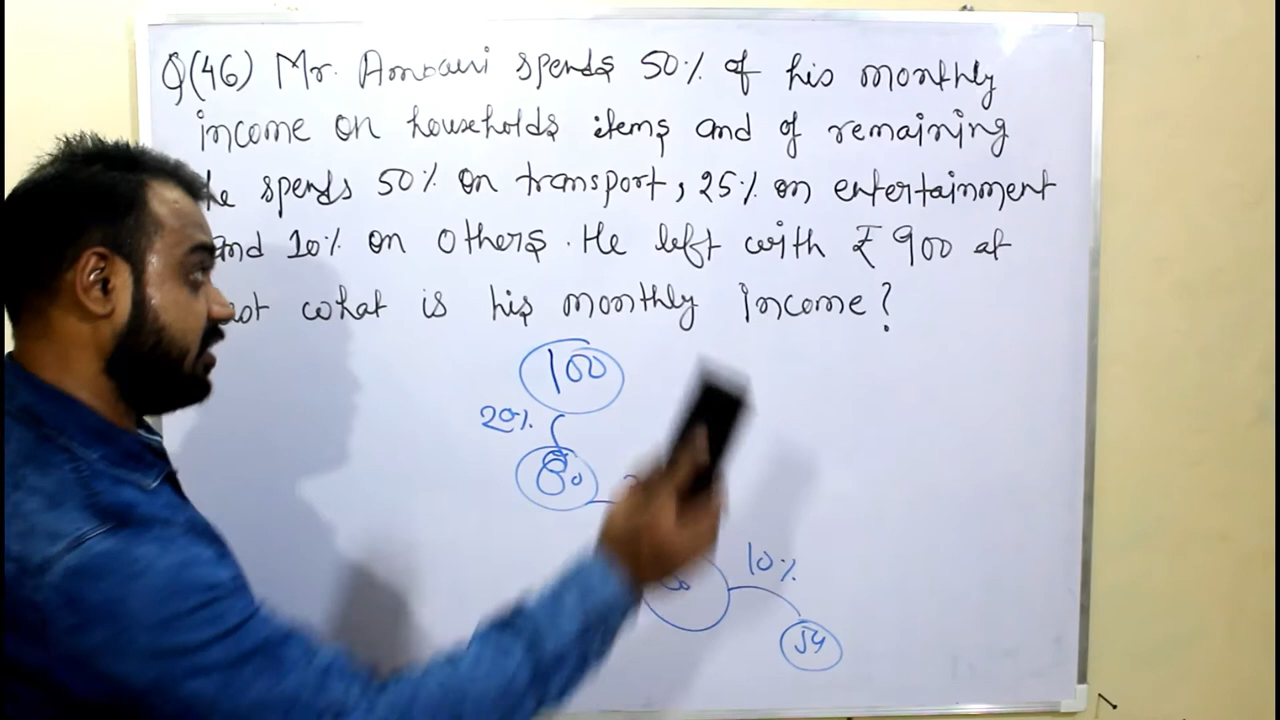 Q(46) Mr. Ambani spends 50% of his monthly
income on households items and of remaining
he spends 50% on transport, 25% on entertainment
and 10% on others. He left with ₹ 900 at
what is his monthly income?
100
20%
80
10%
54